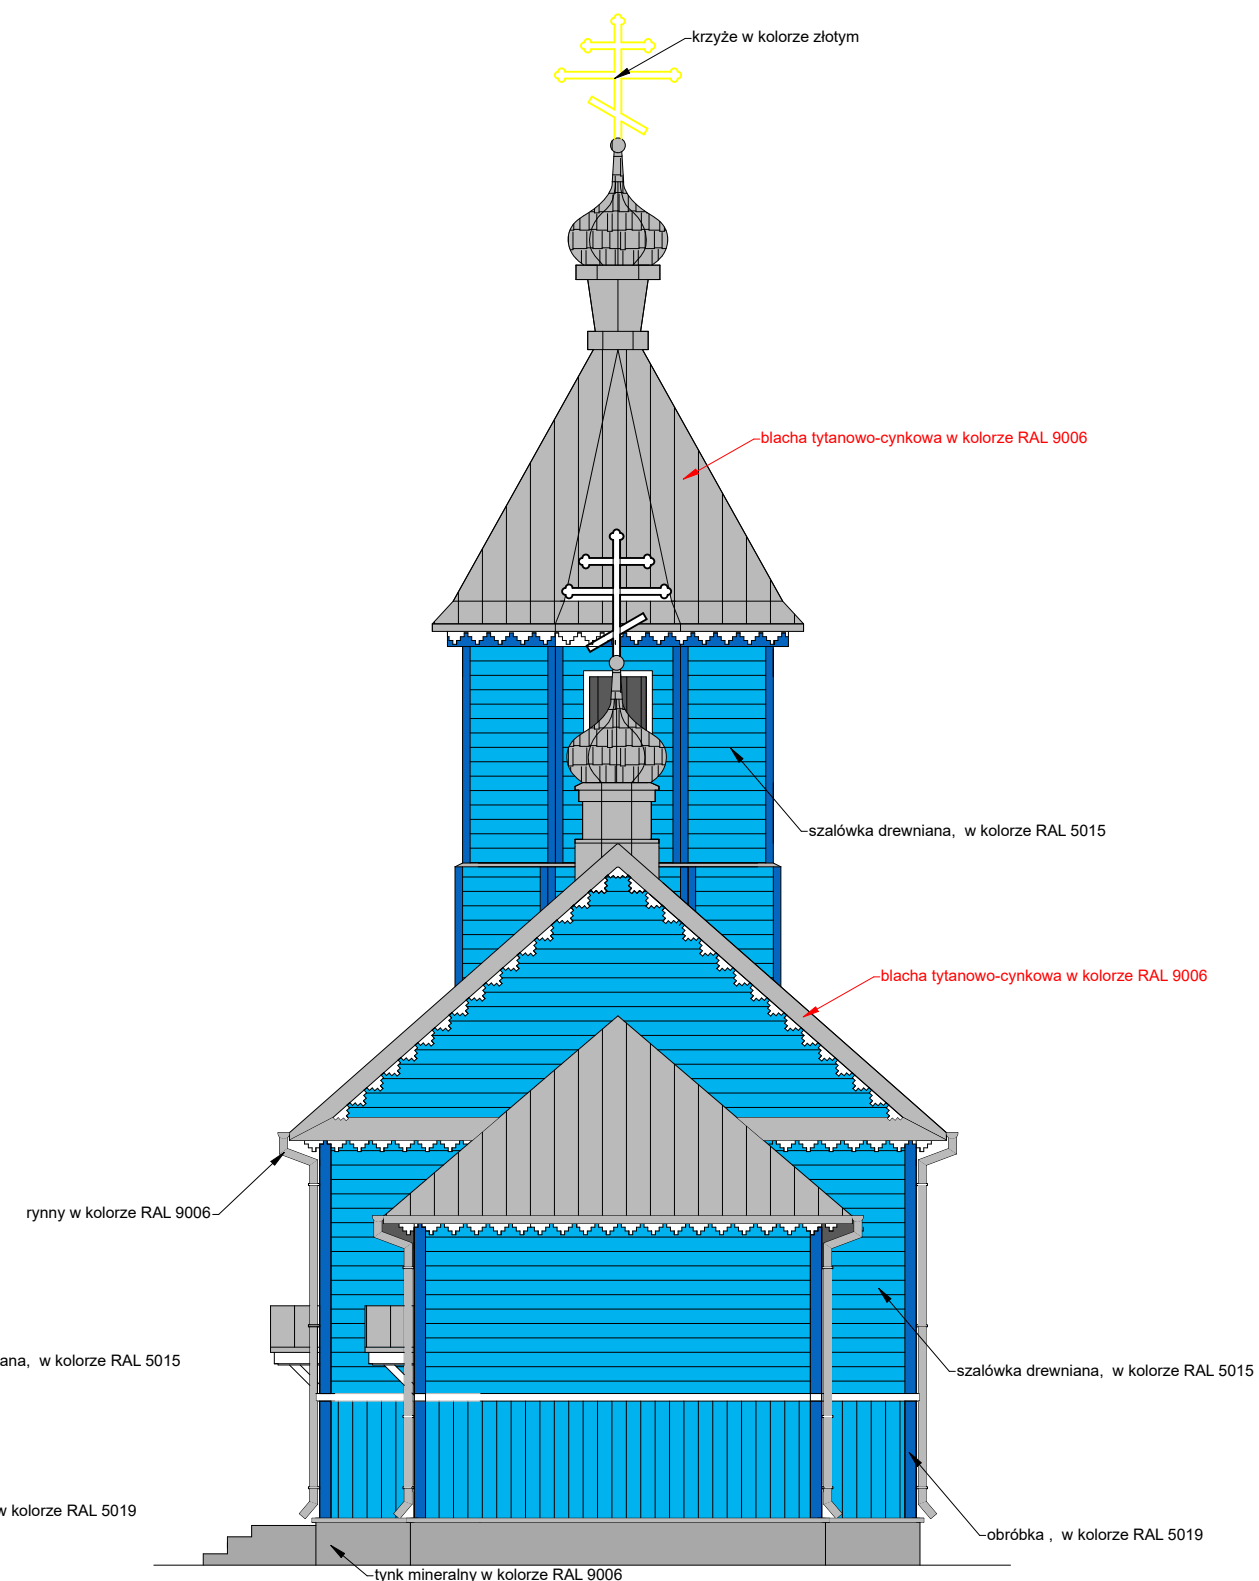 krzyże w kolorze złotym
blacha tytanowo-cynkowa w kolorze RAL 9006
szalówka drewniana, w kolorze RAL 5015
blacha tytanowo-cynkowa w kolorze RAL 9006
rynny w kolorze RAL 9006
ana, w kolorze RAL 5015
szalówka drewniana, w kolorze RAL 5015
w kolorze RAL 5019
obróbka , w kolorze RAL 5019
tynk mineralny w kolorze RAL 9006